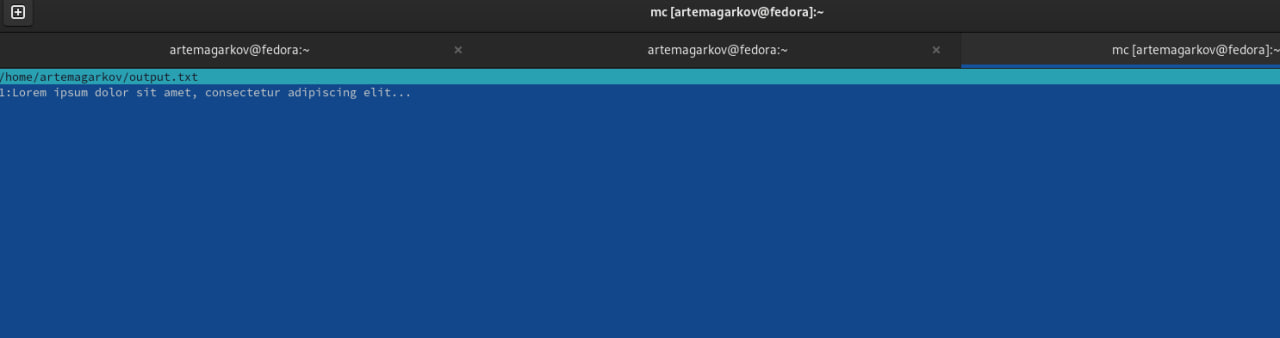 mc [artemagarkov@fedora]:~
artemagarkov@fedora:~ × artemagarkov@fedora:~ × mc [artemagarkov@fedora]:~
/home/artemagarkov/output.txt
1:Lorem ipsum dolor sit amet, consectetur adipiscing elit...